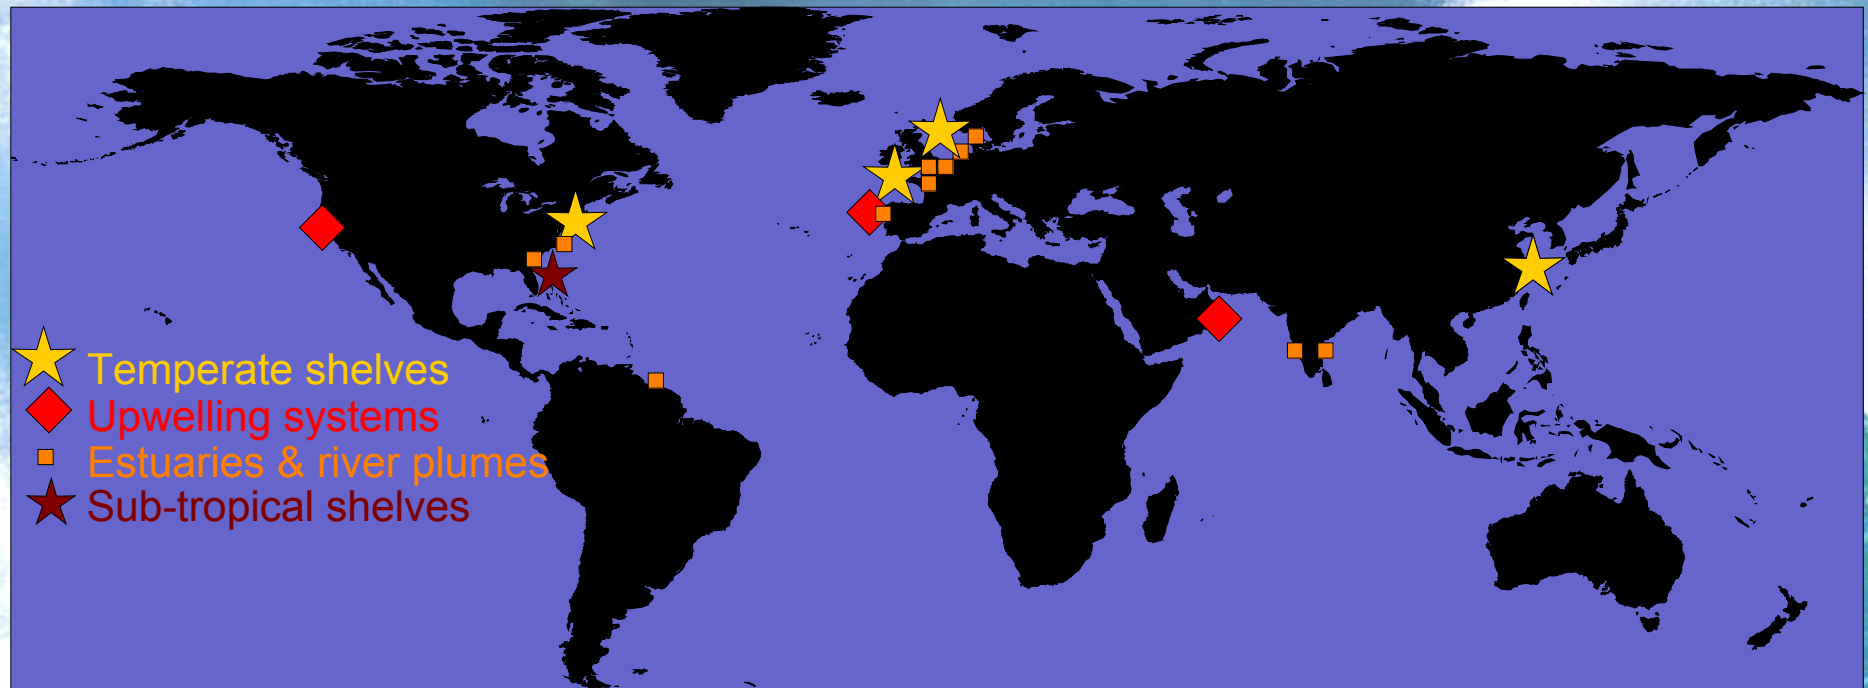 Temperate shelves
Upwelling systems
Estuaries & river plumes
Sub-tropical shelves